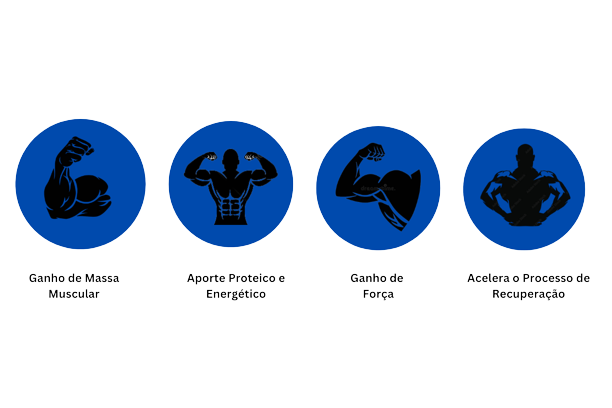 Ganho de Massa
Muscular
Aporte Proteico e
Energético
Ganho de
Força
Acelera o Processo de
Recuperação